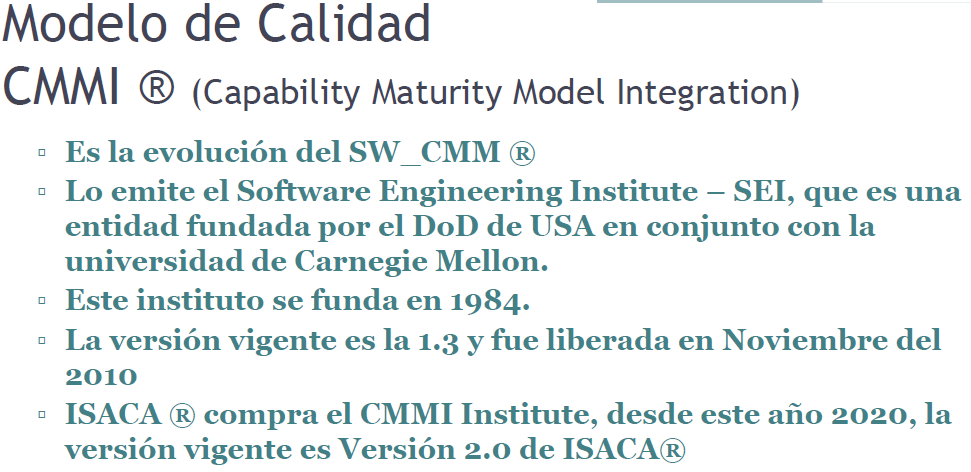 Modelo de Calidad
CMMI ® (Capability Maturity Model Integration)
▫ Es la evolución del SW_CMM ®
▫ Lo emite el Software Engineering Institute – SEI, que es una
entidad fundada por el DoD de USA en conjunto con la
universidad de Carnegie Mellon.
▫ Este instituto se funda en 1984.
▫ La versión vigente es la 1.3 y fue liberada en Noviembre del
2010
▫ ISACA ® compra el CMMI Institute, desde este año 2020, la
versión vigente es Versión 2.0 de ISACA®